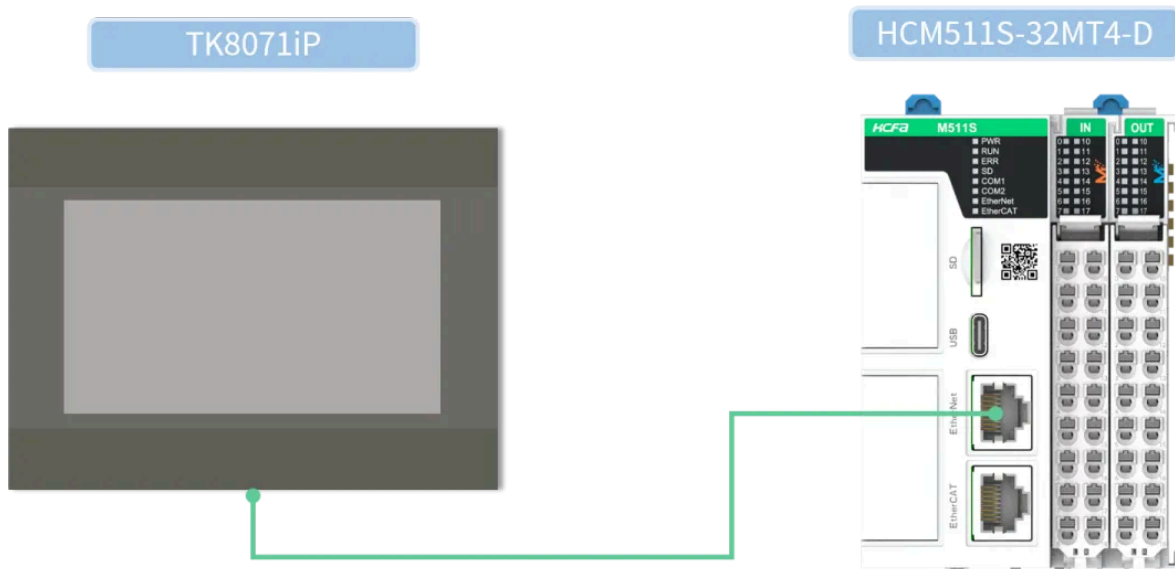 TK8071iP
HCM511S-32MT4-D
HCFA M511S
IN
OUT
PWR
RUN
ERR
SD
COM1
COM2
EtherNet
EtherCAT
0 10
1 11
2 12
3 13
4 14
5 15
6 16
7 17
0 10
1 11
2 12
3 13
4 14
5 15
6 16
7 17
SD
USB
EtherNet
EtherCAT